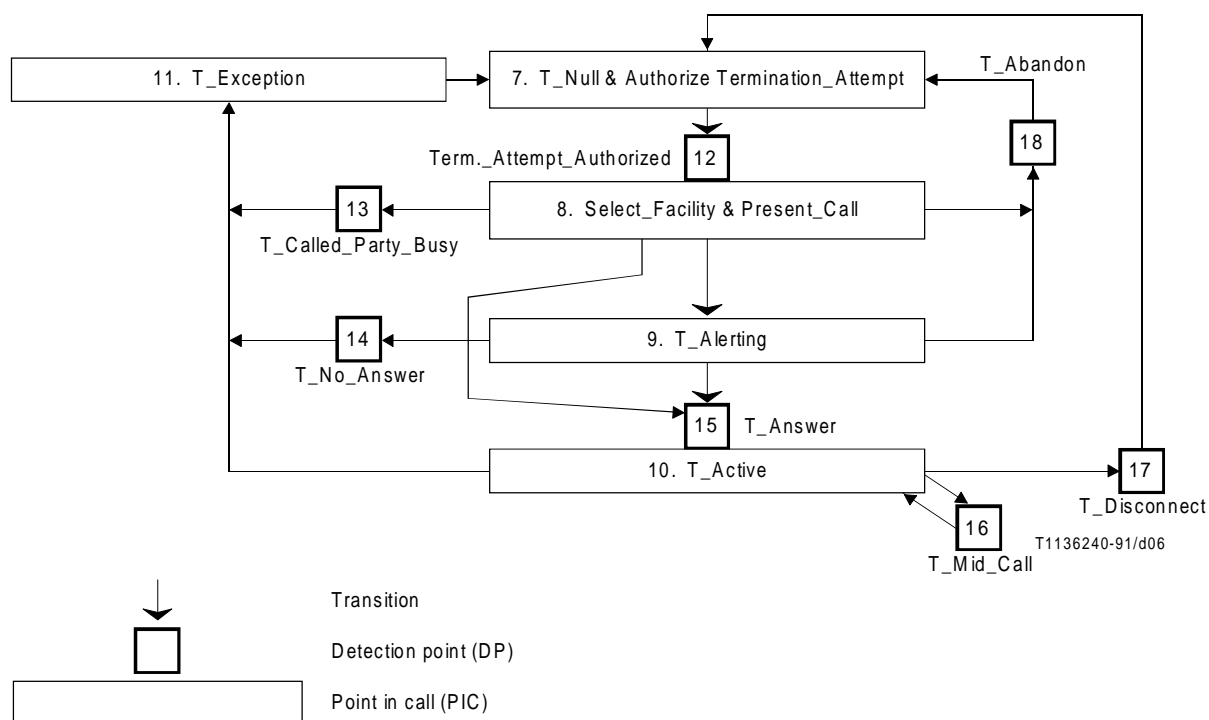 11. T_Exception
7. T_Null & Authorize Termination_Attempt
T_Abandon
18
Term._Attempt_Authorized
12
13
T_Called_Party_Busy
8. Select_Facility & Present_Call
14
T_No_Answer
9. T_Alerting
15
T_Answer
10. T_Active
17
T_Disconnect
16
T_Mid_Call
T1136240-91/d06
Transition
Detection point (DP)
Point in call (PIC)